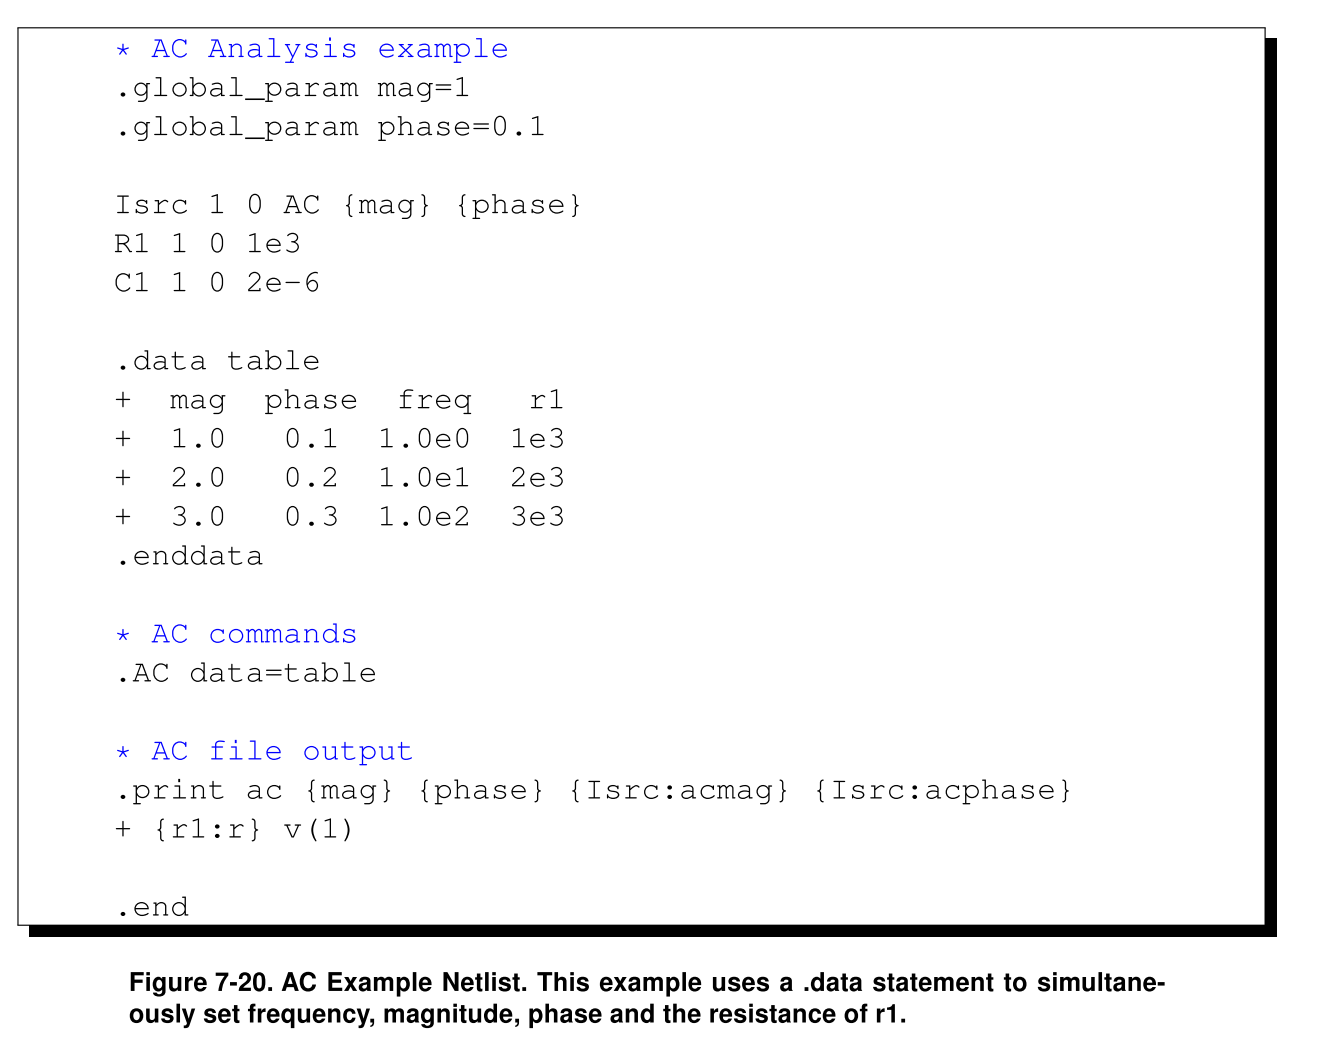 * AC Analysis example
.global_param mag=1
.global_param phase=0.1
Isrc 1 0 AC {mag} {phase}
R1 1 0 1e3
C1 1 0 2e-6
.data table
+  mag  phase  freq   r1
+  1.0   0.1  1.0e0  1e3
+  2.0   0.2  1.0e1  2e3
+  3.0   0.3  1.0e2  3e3
.enddata
* AC commands
.AC data=table
* AC file output
.print ac {mag} {phase} {Isrc:acmag} {Isrc:acphase}
+ {r1:r} v(1)
.end
Figure 7-20. AC Example Netlist. This example uses a .data statement to simultane-
ously set frequency, magnitude, phase and the resistance of r1.